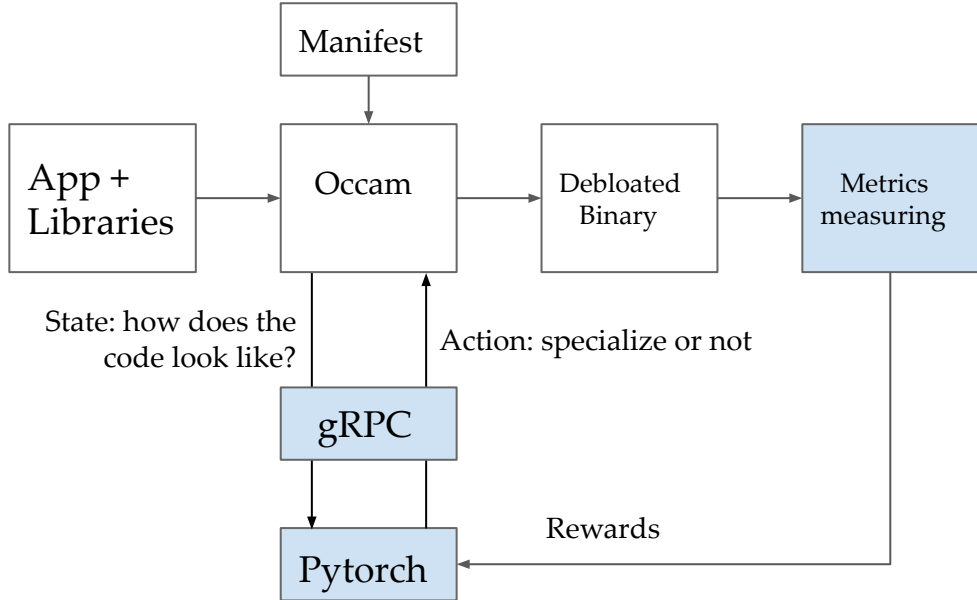 Manifest
App +
Libraries
Occam
Debloated
Binary
Metrics
measuring
State: how does the
code look like?
Action: specialize or not
gRPC
Rewards
Pytorch